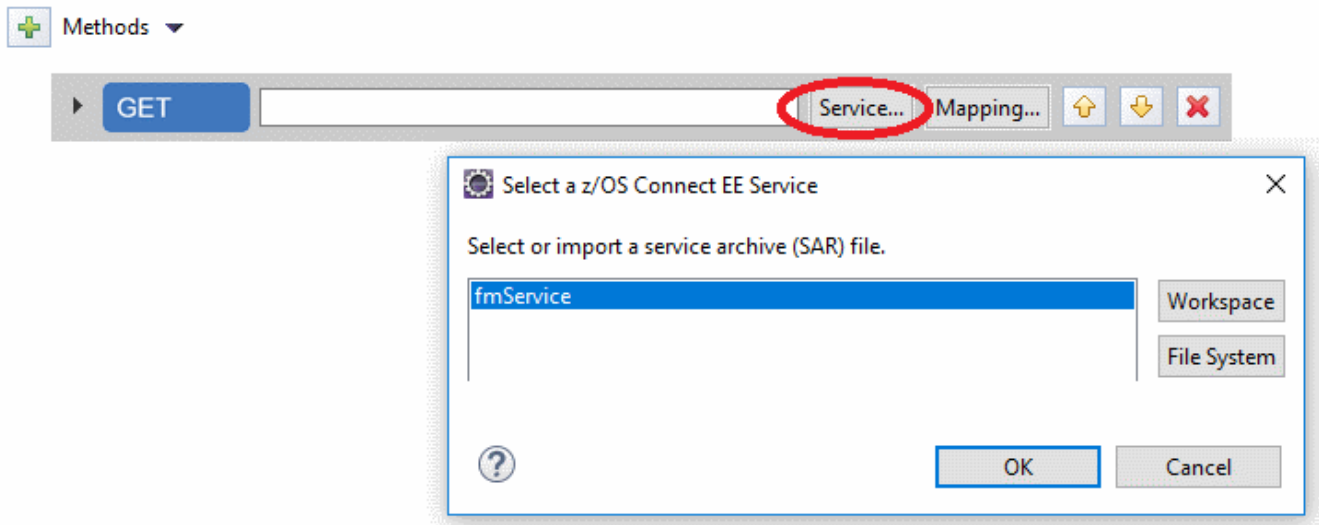 Methods
GET
Service...
Mapping...
Select a z/OS Connect EE Service
Select or import a service archive (SAR) file.
fmService
Workspace
File System
?
OK
Cancel